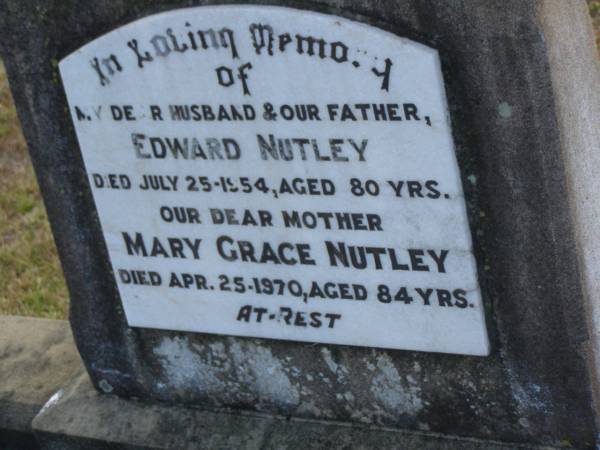 In Loving Memory
of
MY DEAR HUSBAND & OUR FATHER,
EDWARD NUTLEY
DIED JULY 25-1954, AGED 80 YRS.
OUR DEAR MOTHER
MARY GRACE NUTLEY
DIED APR. 25-1970, AGED 84 YRS.
AT-REST